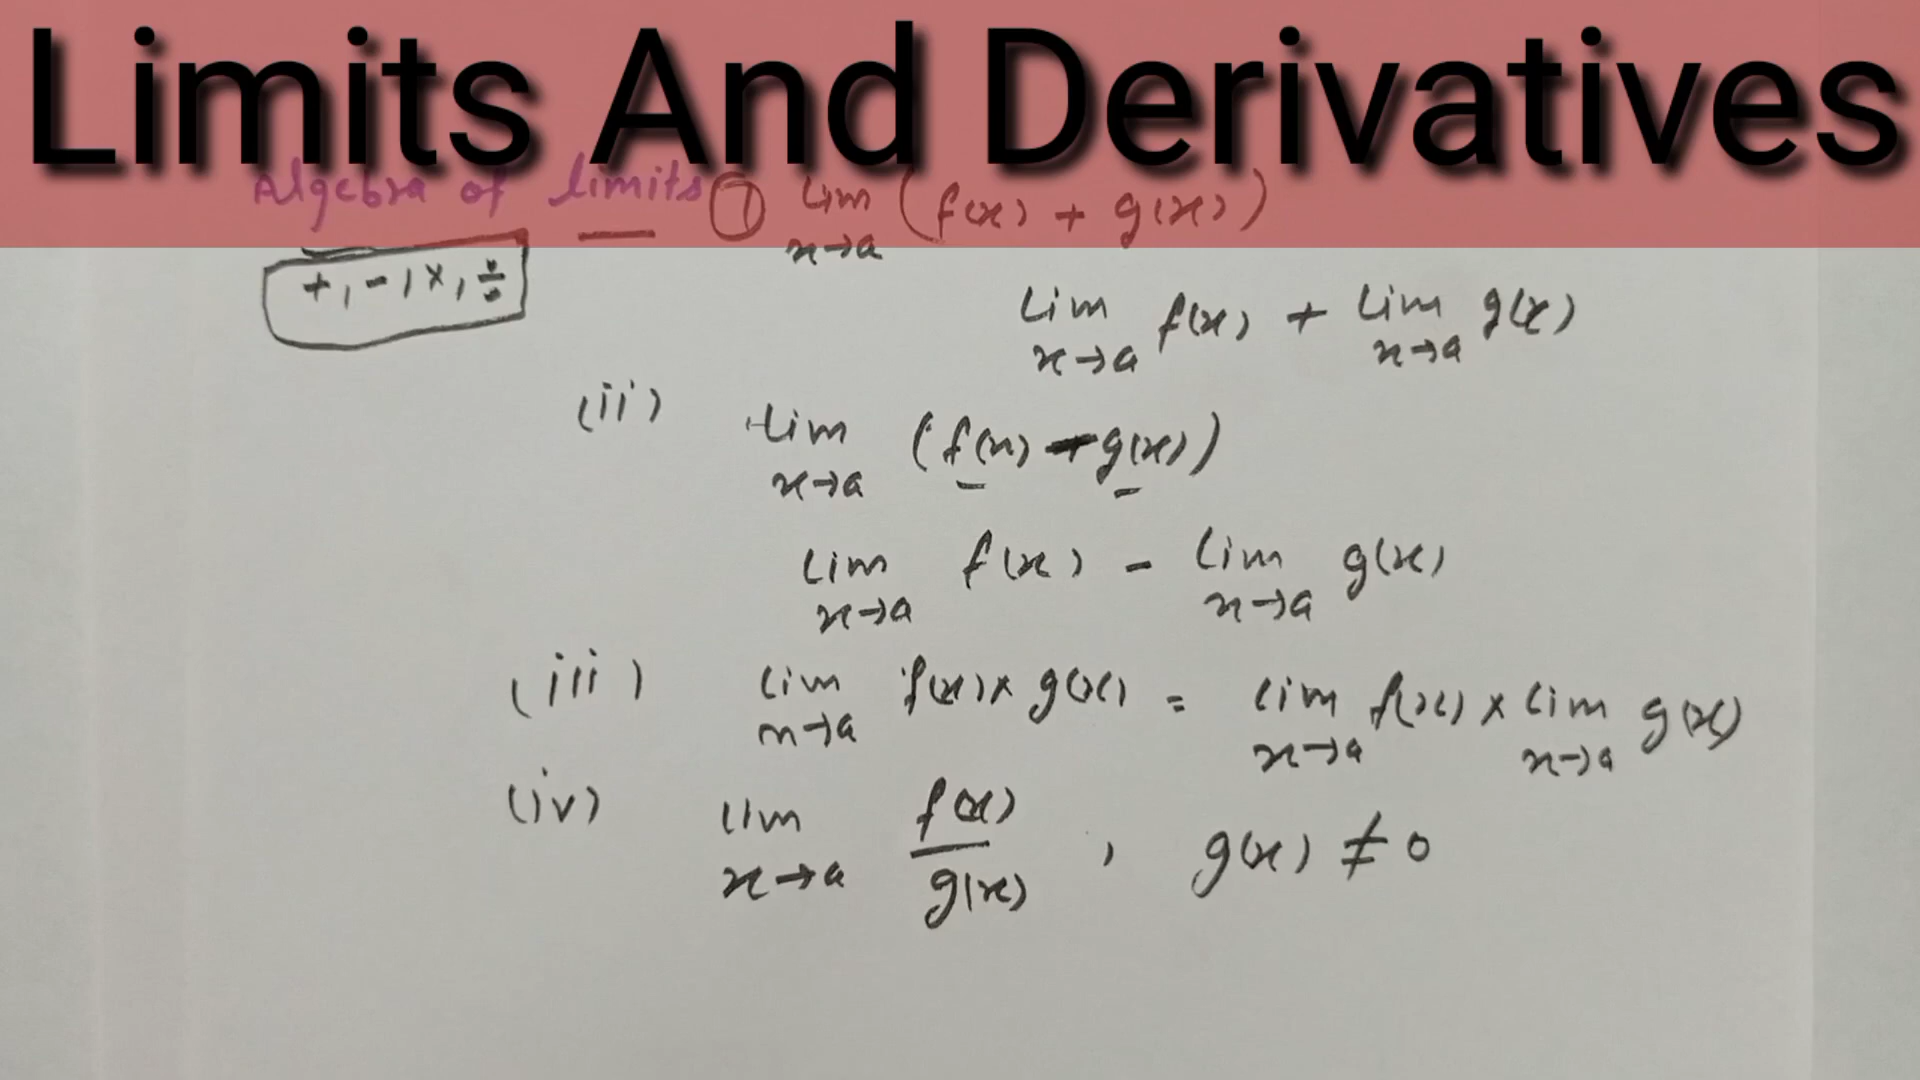 Limits And Derivatives
Algebra of limits ① lim x→a (f(x) + g(x))
+, -, ×, ÷
lim x→a f(x) + lim x→a g(x)
(ii) lim x→a (f(x) - g(x))
lim x→a f(x) - lim x→a g(x)
(iii) lim n→a f(x) × g(x) = lim x→a f(x) × lim x→a g(x)
(iv) lim x→a f(x)/g(x) , g(x) ≠ 0